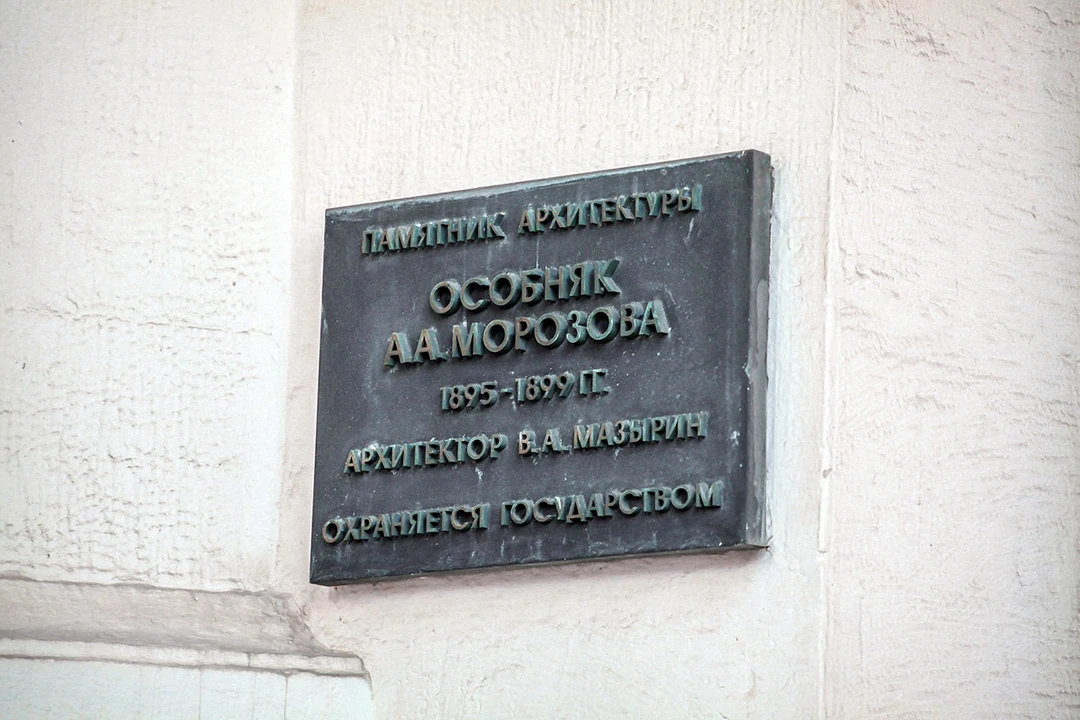 ПАМЯТНИК АРХИТЕКТУРЫ
ОСОБНЯК
А.А. МОРОЗОВА
1895-1899 ГГ.
АРХИТЕКТОР В.А. МАЗЫРИН
ОХРАНЯЕТСЯ ГОСУДАРСТВОМ